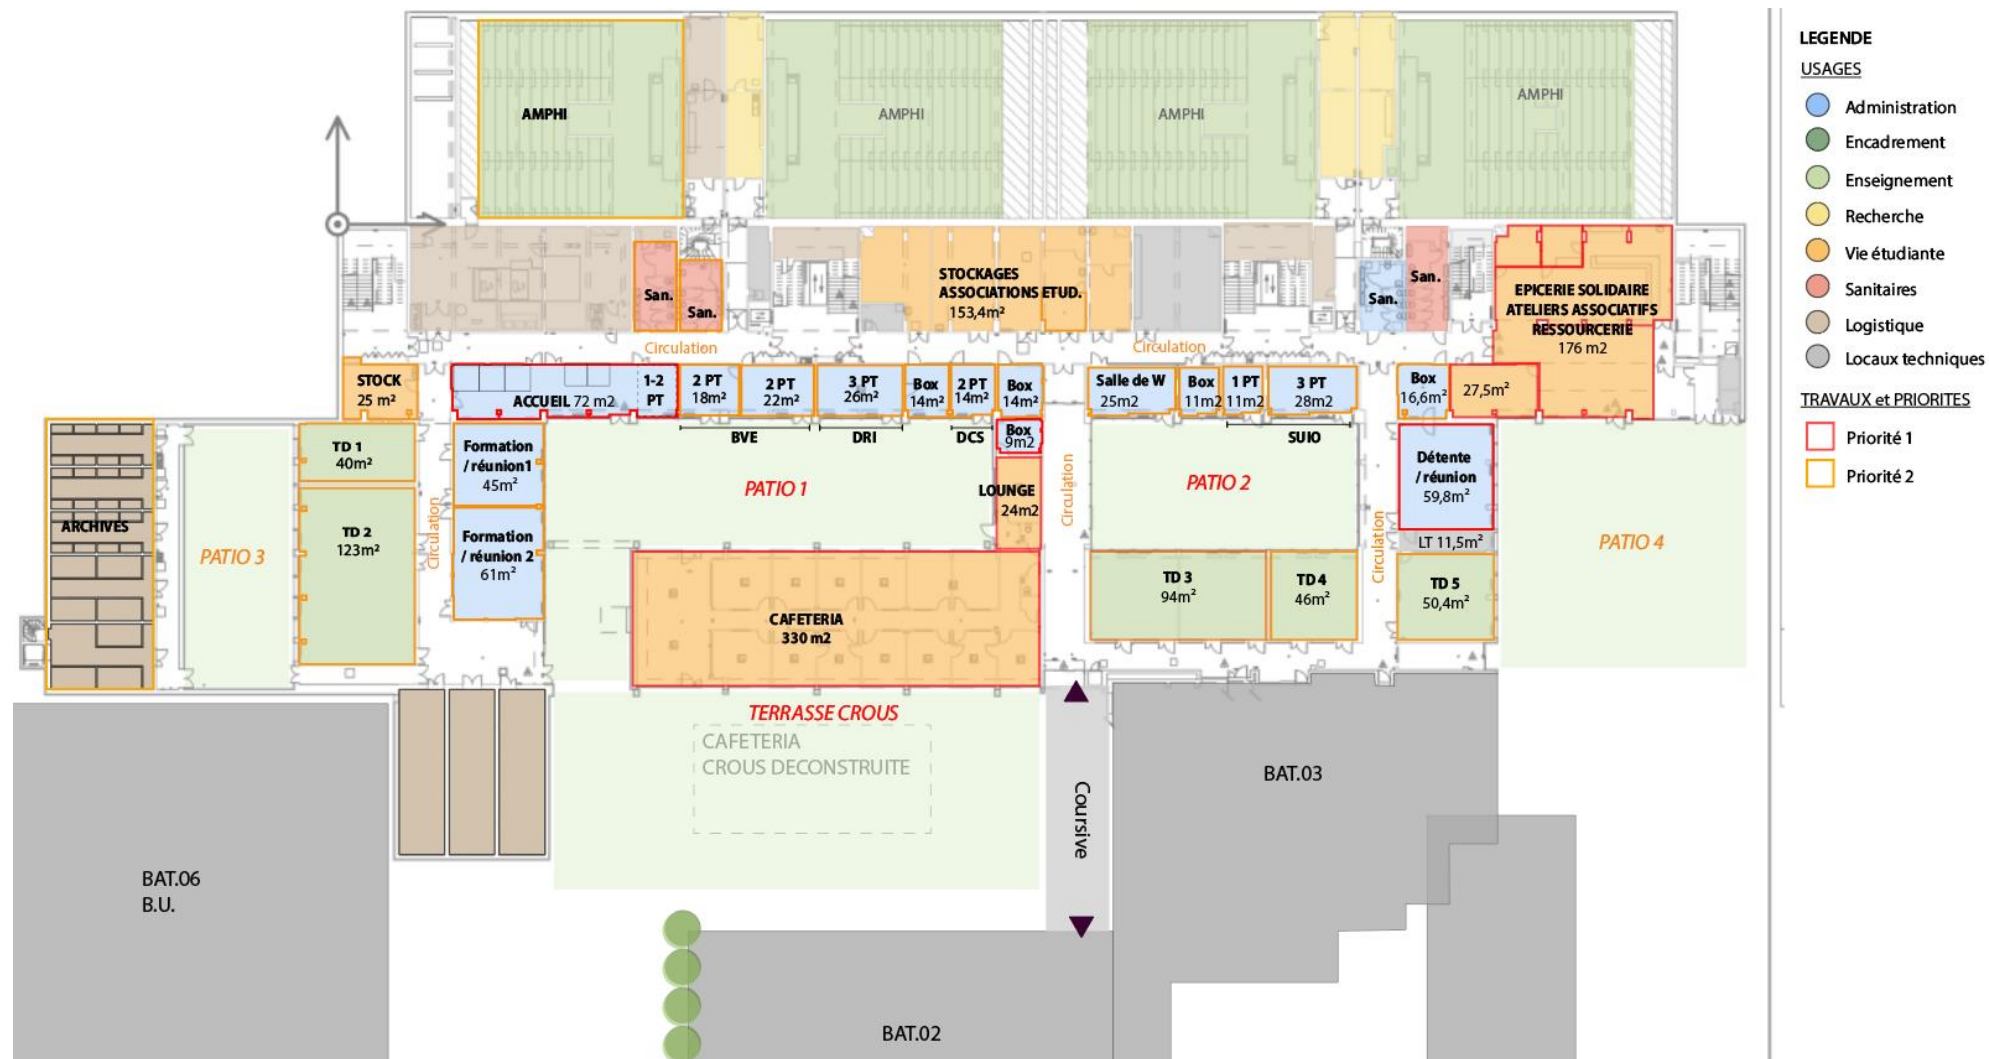 AMPHI
AMPHI
AMPHI
AMPHI
San.
San.
STOCKAGES
ASSOCIATIONS ETUD.
153,4m²
San.
San.
EPICERIE SOLIDAIRE
ATELIERS ASSOCIATIFS
RESSOURCERIE
176 m2
Circulation
Circulation
STOCK
25 m²
ACCUEIL 72 m2
1-2
PT
2 PT
18m²
2 PT
22m²
3 PT
26m²
Box
14m²
2 PT
14m²
Box
14m²
Salle de W
25m2
Box
11m2
1 PT
11m2
3 PT
28m2
Box
16,6m²
27,5m²
BVE
DRI
DCS
Box
9m2
SUIO
ARCHIVES
PATIO 3
TD 1
40m²
TD 2
123m²
Circulation
Formation
/ réunion1
45m²
Formation
/ réunion 2
61m²
PATIO 1
LOUNGE
24m2
Circulation
PATIO 2
Circulation
Détente
/ réunion
59,8m²
LT 11,5m²
PATIO 4
CAFETERIA
330 m2
TD 3
94m²
TD 4
46m²
TD 5
50,4m²
TERRASSE CROUS
CAFETERIA
CROUS DECONSTRUITE
Coursive
BAT.03
BAT.06
B.U.
BAT.02
LEGENDE
USAGES
Administration
Encadrement
Enseignement
Recherche
Vie étudiante
Sanitaires
Logistique
Locaux techniques
TRAVAUX et PRIORITES
Priorité 1
Priorité 2